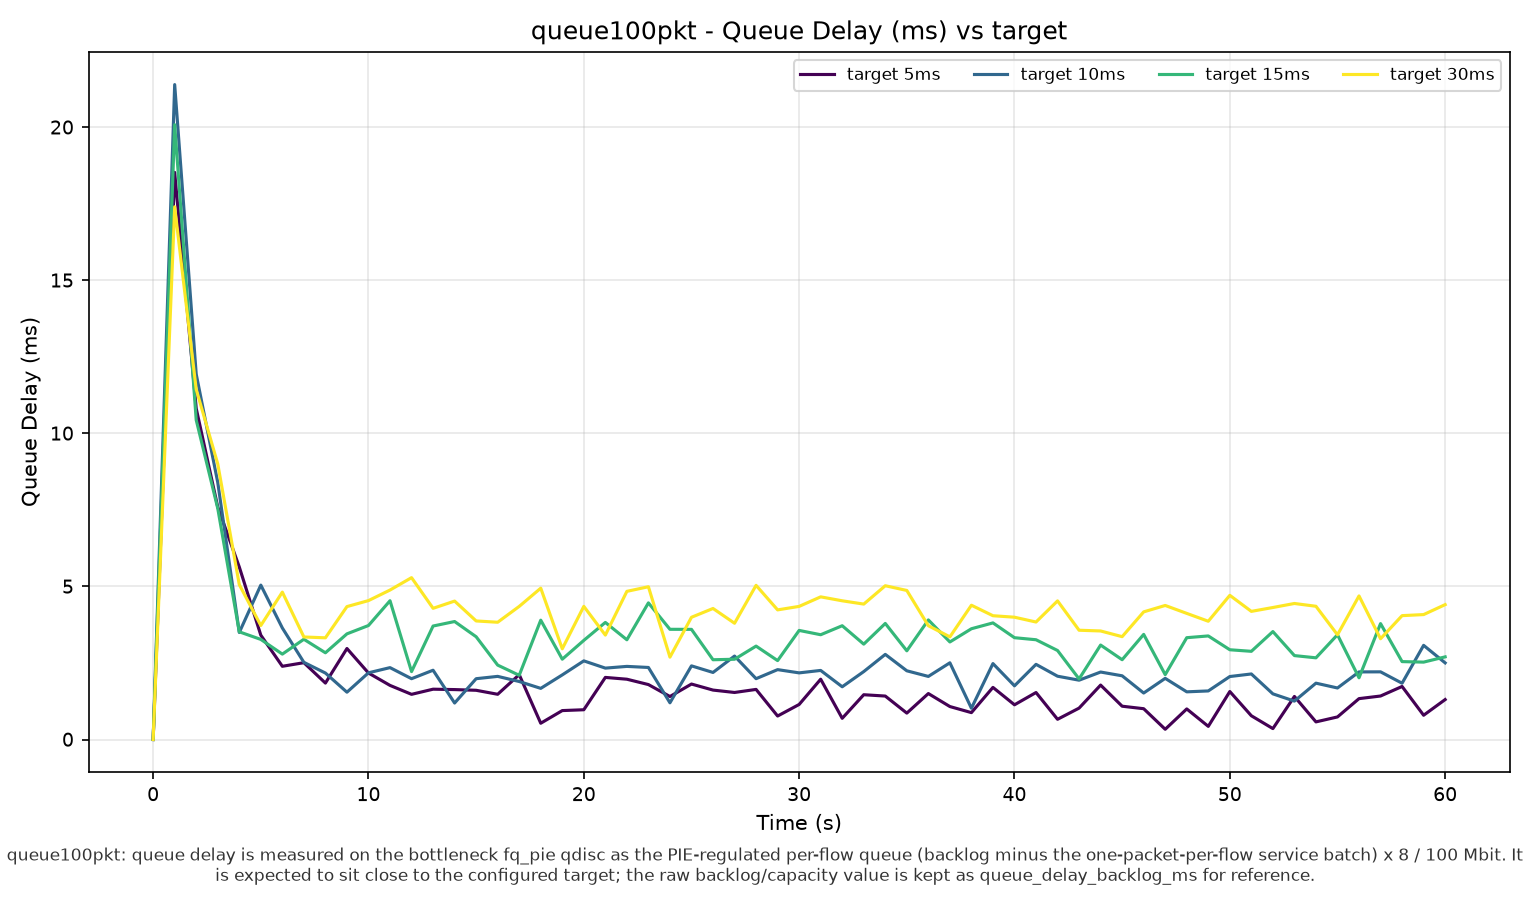 queue100pkt - Queue Delay (ms) vs target
target 5ms
target 10ms
target 15ms
target 30ms
Queue Delay (ms)
20
15
10
5
0
0
10
20
30
40
50
60
Time (s)
queue100pkt: queue delay is measured on the bottleneck fq_pie qdisc as the PIE-regulated per-flow queue (backlog minus the one-packet-per-flow service batch) x 8 / 100 Mbit. It
is expected to sit close to the configured target; the raw backlog/capacity value is kept as queue_delay_backlog_ms for reference.